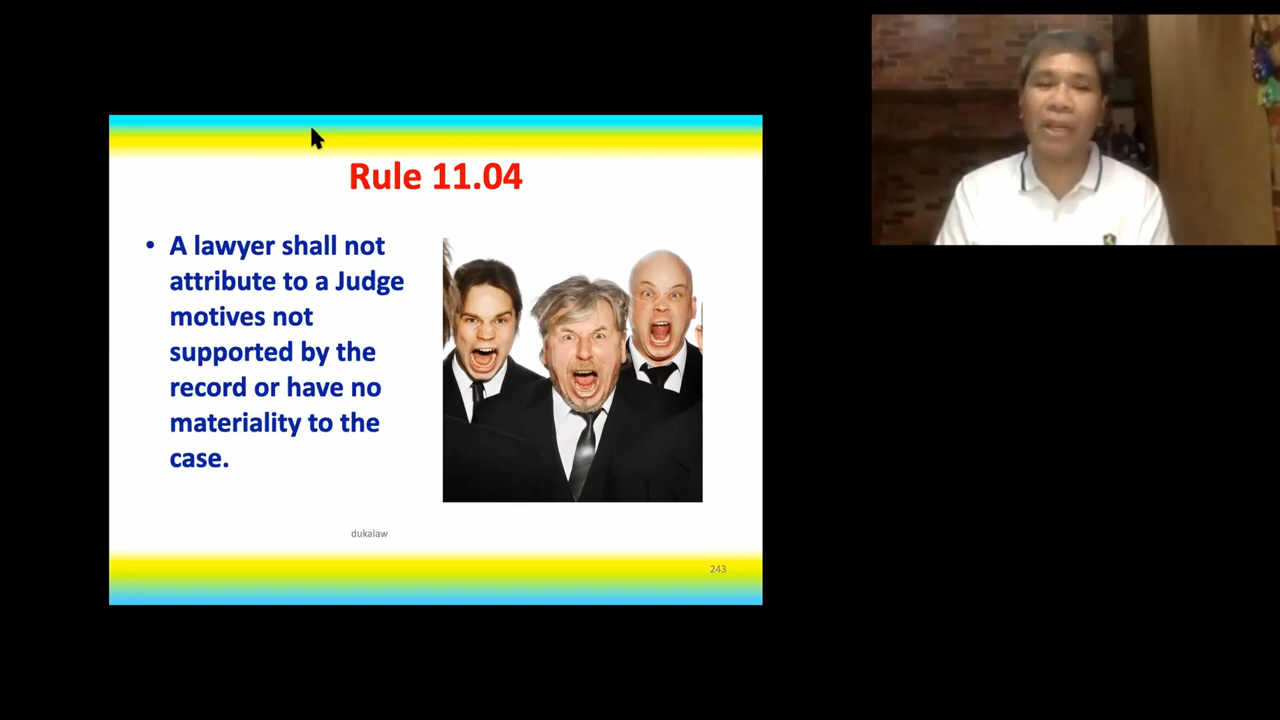 Rule 11.04
• A lawyer shall not
attribute to a Judge
motives not
supported by the
record or have no
materiality to the
case.
dukalaw
243